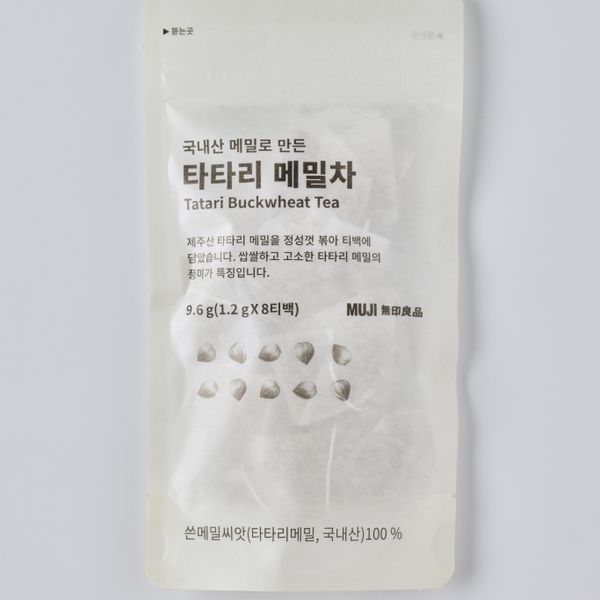 ▶ 뜯는곳
국내산 메밀로 만든
타타리 메밀차
Tatari Buckwheat Tea
제주산 타타리 메밀을 정성껏 볶아 티백에
담았습니다. 쌉쌀하고 고소한 타타리 메밀의
풍미가 특징입니다.
9.6 g(1.2 g X 8티백)
MUJI 無印良品
쓴메밀씨앗(타타리메밀, 국내산)100 %